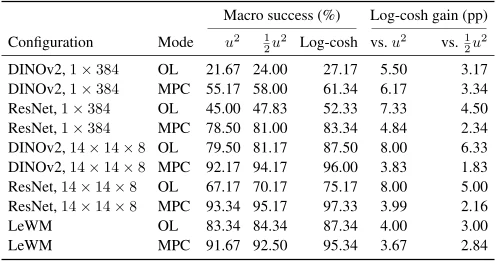 Macro success (%) Log-cosh gain (pp)
Configuration Mode u² ½u² Log-cosh vs. u² vs. ½u²
DINOv2, 1 × 384 OL 21.67 24.00 27.17 5.50 3.17
DINOv2, 1 × 384 MPC 55.17 58.00 61.34 6.17 3.34
ResNet, 1 × 384 OL 45.00 47.83 52.33 7.33 4.50
ResNet, 1 × 384 MPC 78.50 81.00 83.34 4.84 2.34
DINOv2, 14 × 14 × 8 OL 79.50 81.17 87.50 8.00 6.33
DINOv2, 14 × 14 × 8 MPC 92.17 94.17 96.00 3.83 1.83
ResNet, 14 × 14 × 8 OL 67.17 70.17 75.17 8.00 5.00
ResNet, 14 × 14 × 8 MPC 93.34 95.17 97.33 3.99 2.16
LeWM OL 83.34 84.34 87.34 4.00 3.00
LeWM MPC 91.67 92.50 95.34 3.67 2.84